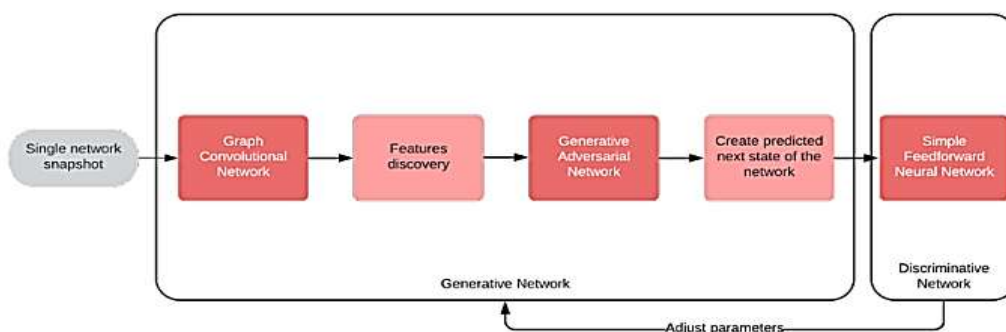 Single network
snapshot
Graph
Convolutional
Network
Features
discovery
Generative
Adversarial
Network
Create predicted
next state of the
network
Simple
Feedforward
Neural Network
Generative Network
Discriminative
Network
Adjust parameters